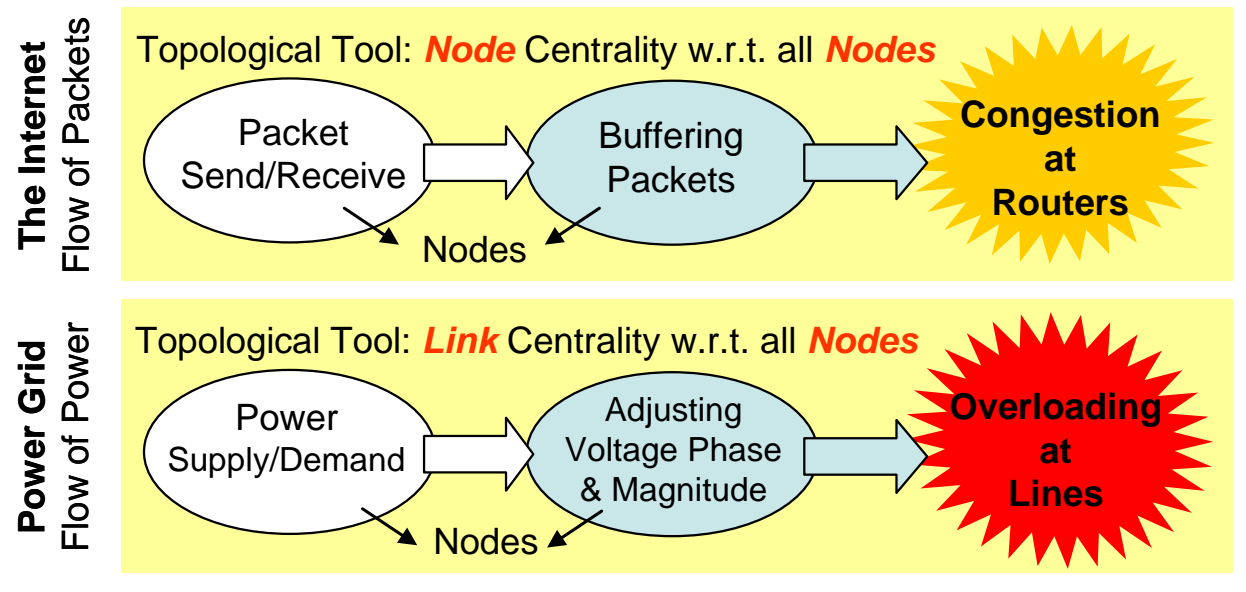 The Internet
Flow of Packets
Topological Tool: Node Centrality w.r.t. all Nodes
Packet
Send/Receive
Buffering
Packets
Congestion
at
Routers
Nodes
Power Grid
Flow of Power
Topological Tool: Link Centrality w.r.t. all Nodes
Power
Supply/Demand
Adjusting
Voltage Phase
& Magnitude
Overloading
at
Lines
Nodes